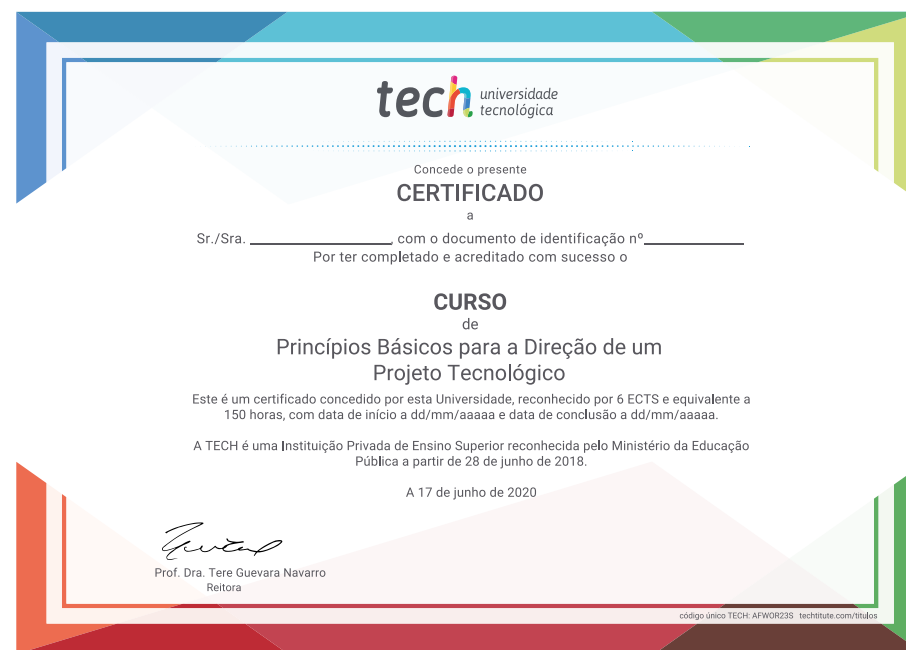 tech universidade
tecnológica
Concede o presente
CERTIFICADO
a
Sr./Sra. ____________________, com o documento de identificação nº______________
Por ter completado e acreditado com sucesso o
CURSO
de
Princípios Básicos para a Direção de um
Projeto Tecnológico
Este é um certificado concedido por esta Universidade, reconhecido por 6 ECTS e equivalente a
150 horas, com data de início a dd/mm/aaaaa e data de conclusão a dd/mm/aaaaa.
A TECH é uma Instituição Privada de Ensino Superior reconhecida pelo Ministério da Educação
Pública a partir de 28 de junho de 2018.
A 17 de junho de 2020
Prof. Dra. Tere Guevara Navarro
Reitora
código único TECH: AFWOR23S techtitute.com/titulos